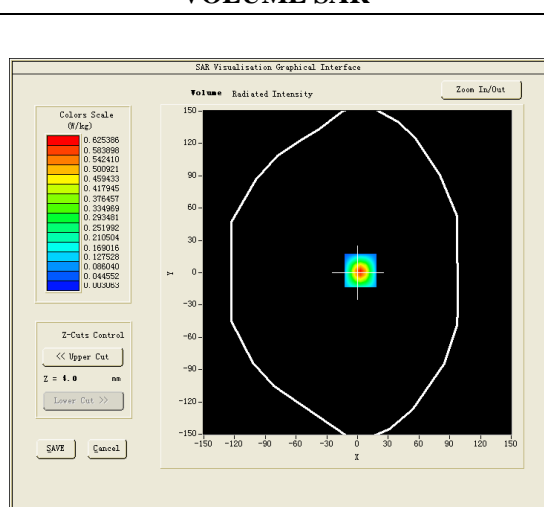 VOLUME SAR
SAR Visualisation Graphical Interface
Volume Radiated Intensity
Zoom In/Out
Colors Scale
(W/kg)
0.625386
0.583898
0.542410
0.500921
0.459433
0.417945
0.376457
0.334969
0.293481
0.251992
0.210504
0.169016
0.127528
0.086040
0.044552
0.003063
Z-Cuts Control
<< Upper Cut
Z = 4.0 mm
Lower Cut >>
SAVE Cancel
150
120
90
60
30
0
-30
-60
-90
-120
-150
Y
-150 -120 -90 -60 -30 0 30 60 90 120 150
X